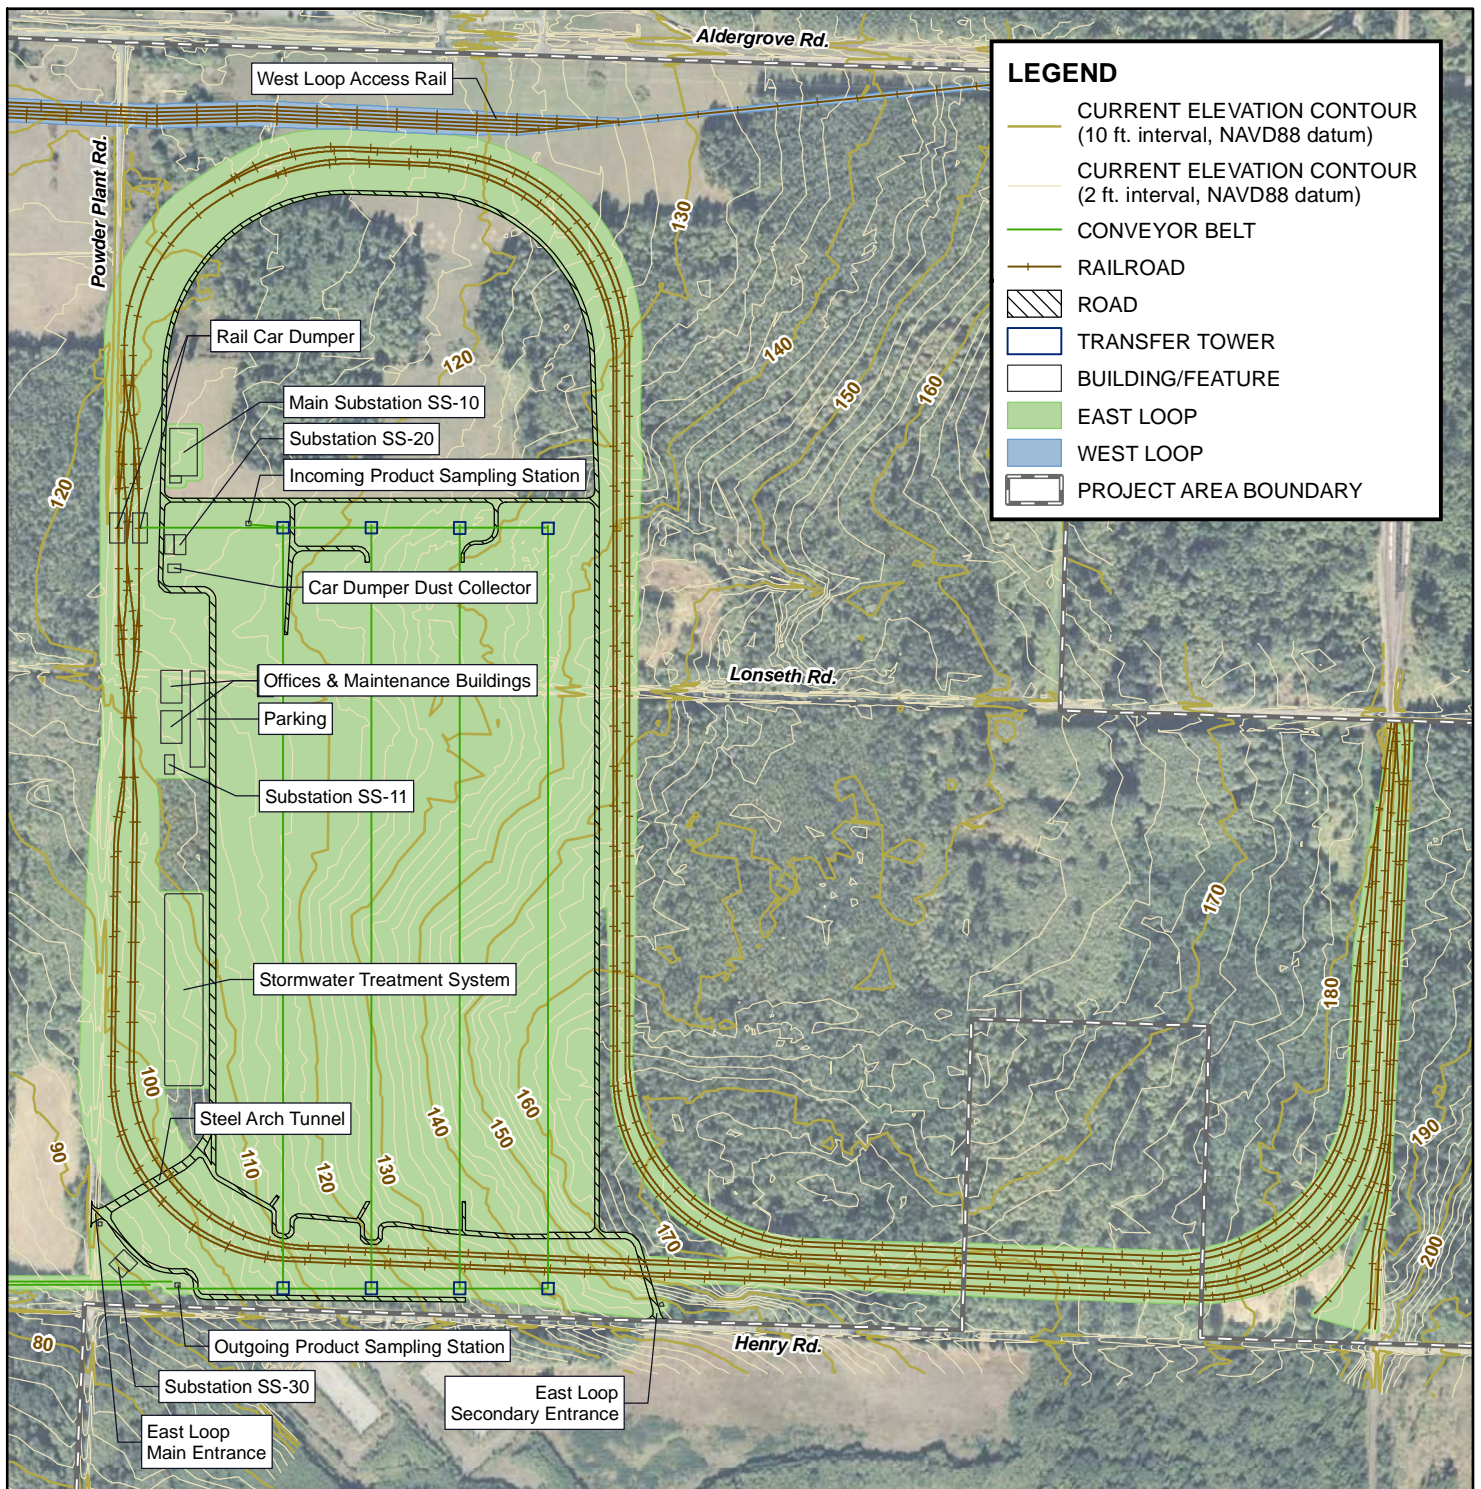 Aldergrove Rd.
West Loop Access Rail
Powder Plant Rd.
130
LEGEND
CURRENT ELEVATION CONTOUR
(10 ft. interval, NAVD88 datum)
CURRENT ELEVATION CONTOUR
(2 ft. interval, NAVD88 datum)
CONVEYOR BELT
RAILROAD
ROAD
TRANSFER TOWER
BUILDING/FEATURE
EAST LOOP
WEST LOOP
PROJECT AREA BOUNDARY
Rail Car Dumper
120
140
150
160
Main Substation SS-10
Substation SS-20
Incoming Product Sampling Station
120
Car Dumper Dust Collector
Offices & Maintenance Buildings
Lonseth Rd.
Parking
Substation SS-11
170
Stormwater Treatment System
180
100
Steel Arch Tunnel
90
110
120
130
140
150
160
190
170
200
80
Outgoing Product Sampling Station
Henry Rd.
Substation SS-30
East Loop
Secondary Entrance
East Loop
Main Entrance